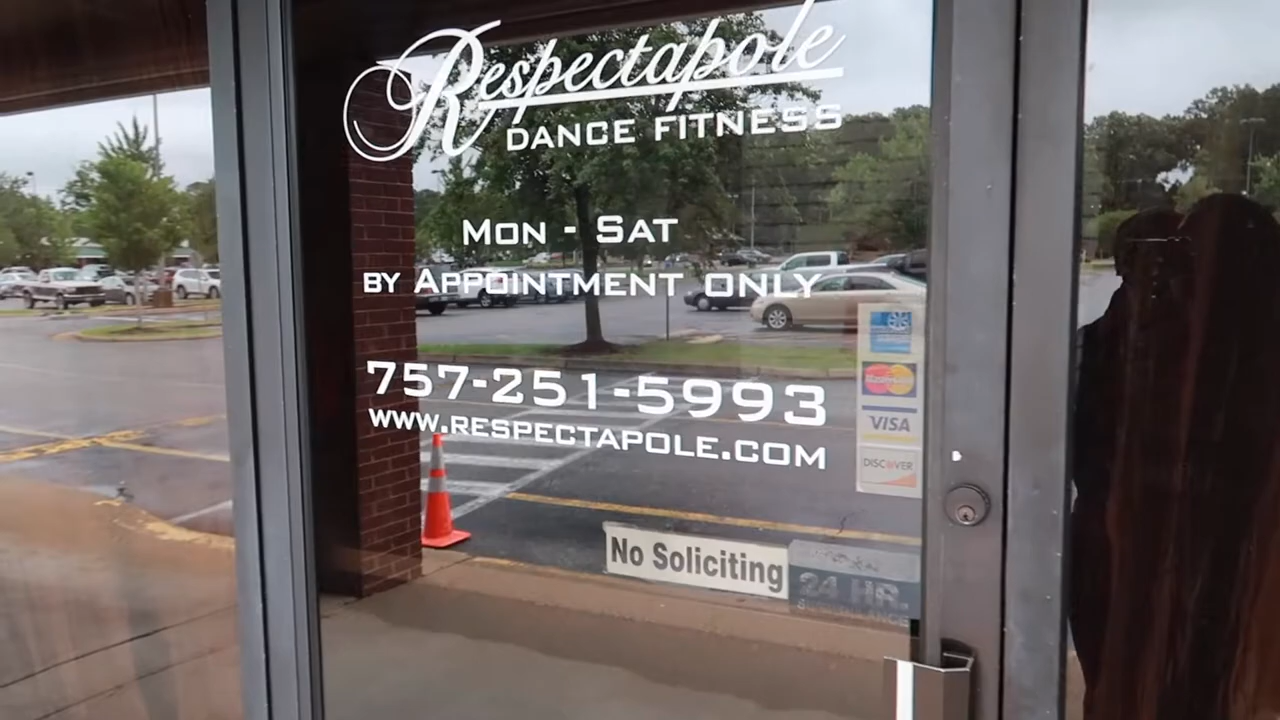 Respectapole
DANCE FITNESS
MON - SAT
BY APPOINTMENT ONLY
757-251-5993
WWW.RESPECTAPOLE.COM
MasterCard
VISA
DISCOVER
No Soliciting
24 HR.